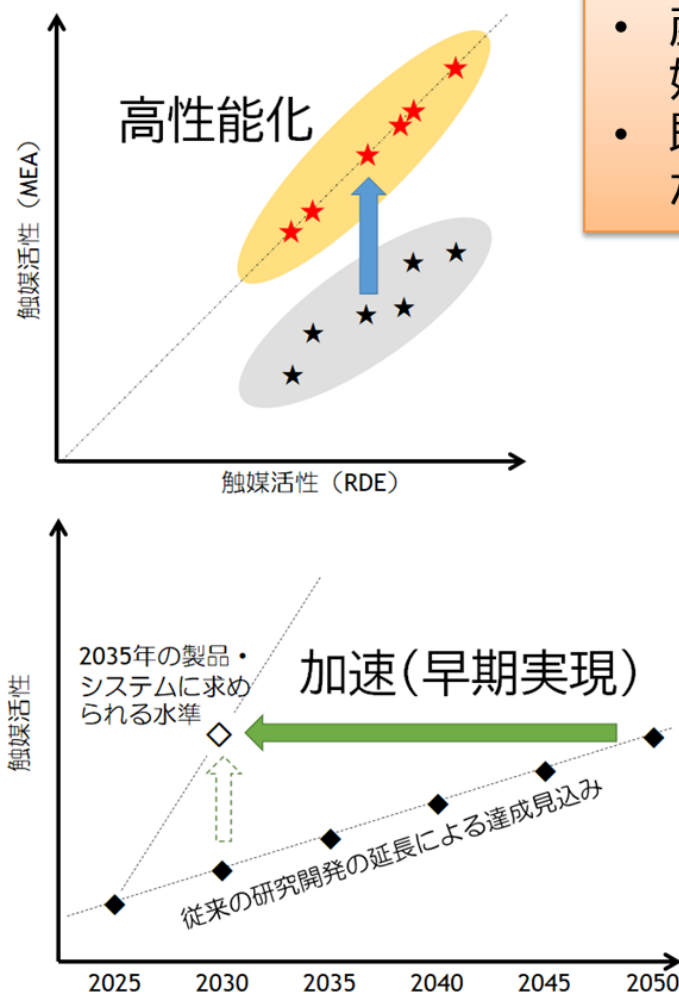 高性能化
触媒活性（MEA）
触媒活性（RDE）
2035年の製品・
システムに求め
られる水準
加速(早期実現)
触媒活性
従来の研究開発の延長による達成見込み
2025 2030 2035 2040 2045 2050